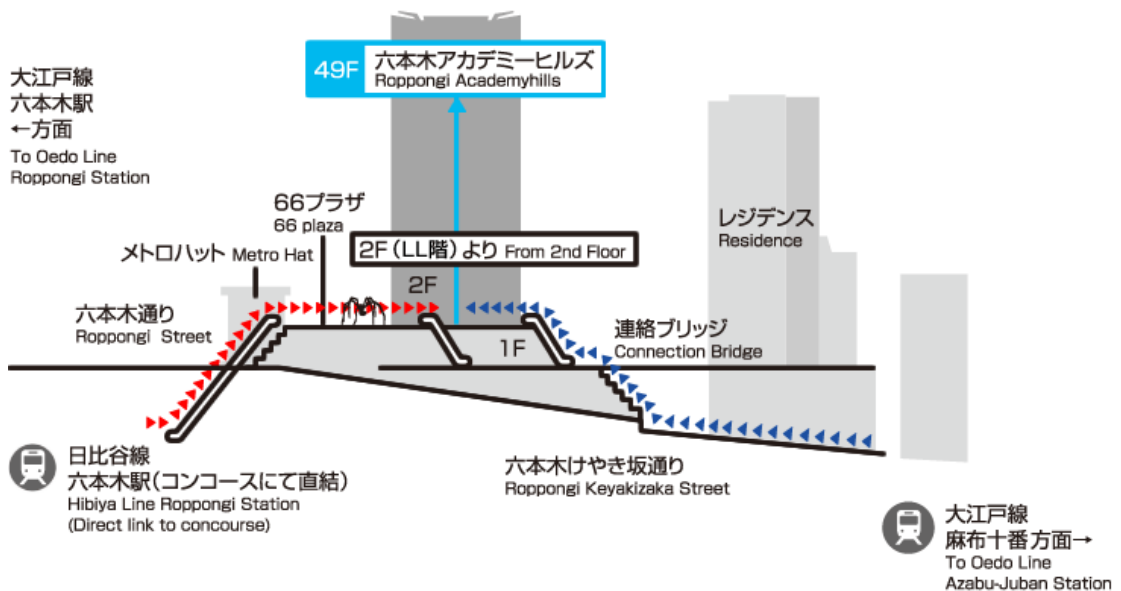 49F
六本木アカデミーヒルズ
Roppongi Academyhills
大江戸線
六本木駅
←方面
To Oedo Line
Roppongi Station
66プラザ
66 plaza
メトロハット Metro Hat
2F（LL階）より From 2nd Floor
レジデンス
Residence
2F
六本木通り
Roppongi Street
1F
連絡ブリッジ
Connection Bridge
日比谷線
六本木駅（コンコースにて直結）
Hibiya Line Roppongi Station
(Direct link to concourse)
六本木けやき坂通り
Roppongi Keyakizaka Street
大江戸線
麻布十番方面→
To Oedo Line
Azabu-Juban Station